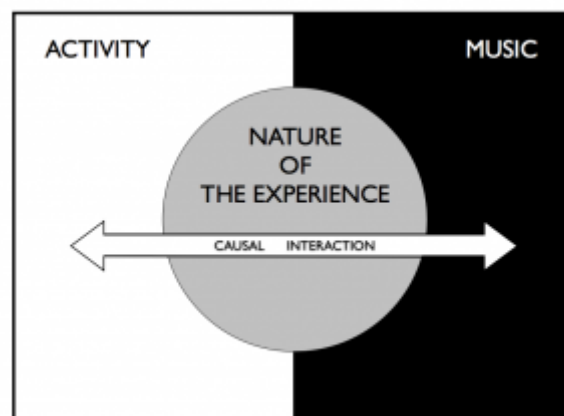 ACTIVITY
MUSIC
NATURE
OF
THE EXPERIENCE
CAUSAL INTERACTION